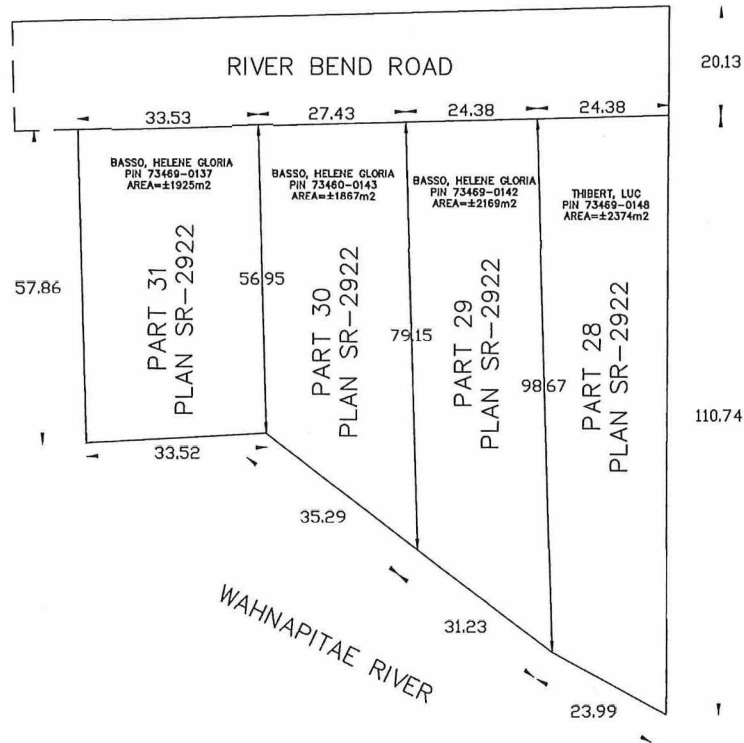 RIVER BEND ROAD
20.13
33.53
27.43
24.38
24.38
BASSO, HELENE GLORIA
PIN 73469-0137
AREA=±1925m2
BASSO, HELENE GLORIA
PIN 73460-0143
AREA=±1867m2
BASSO, HELENE GLORIA
PIN 73469-0142
AREA=±2169m2
THIBERT, LUC
PIN 73469-0148
AREA=±2374m2
57.86
PART 31
PLAN SR-2922
56.95
PART 30
PLAN SR-2922
79.15
PART 29
PLAN SR-2922
98.67
PART 28
PLAN SR-2922
110.74
33.52
35.29
31.23
23.99
WAHNAPITAE RIVER